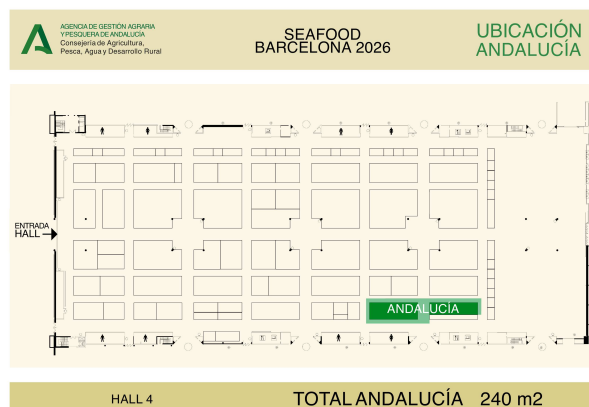 AGENCIA DE GESTIÓN AGRARIA
Y PESQUERA DE ANDALUCÍA
Consejería de Agricultura,
Pesca, Agua y Desarrollo Rural
SEAFOOD
BARCELONA 2026
UBICACIÓN
ANDALUCÍA
ENTRADA
HALL
ANDALUCÍA
HALL 4
TOTAL ANDALUCÍA 240 m2